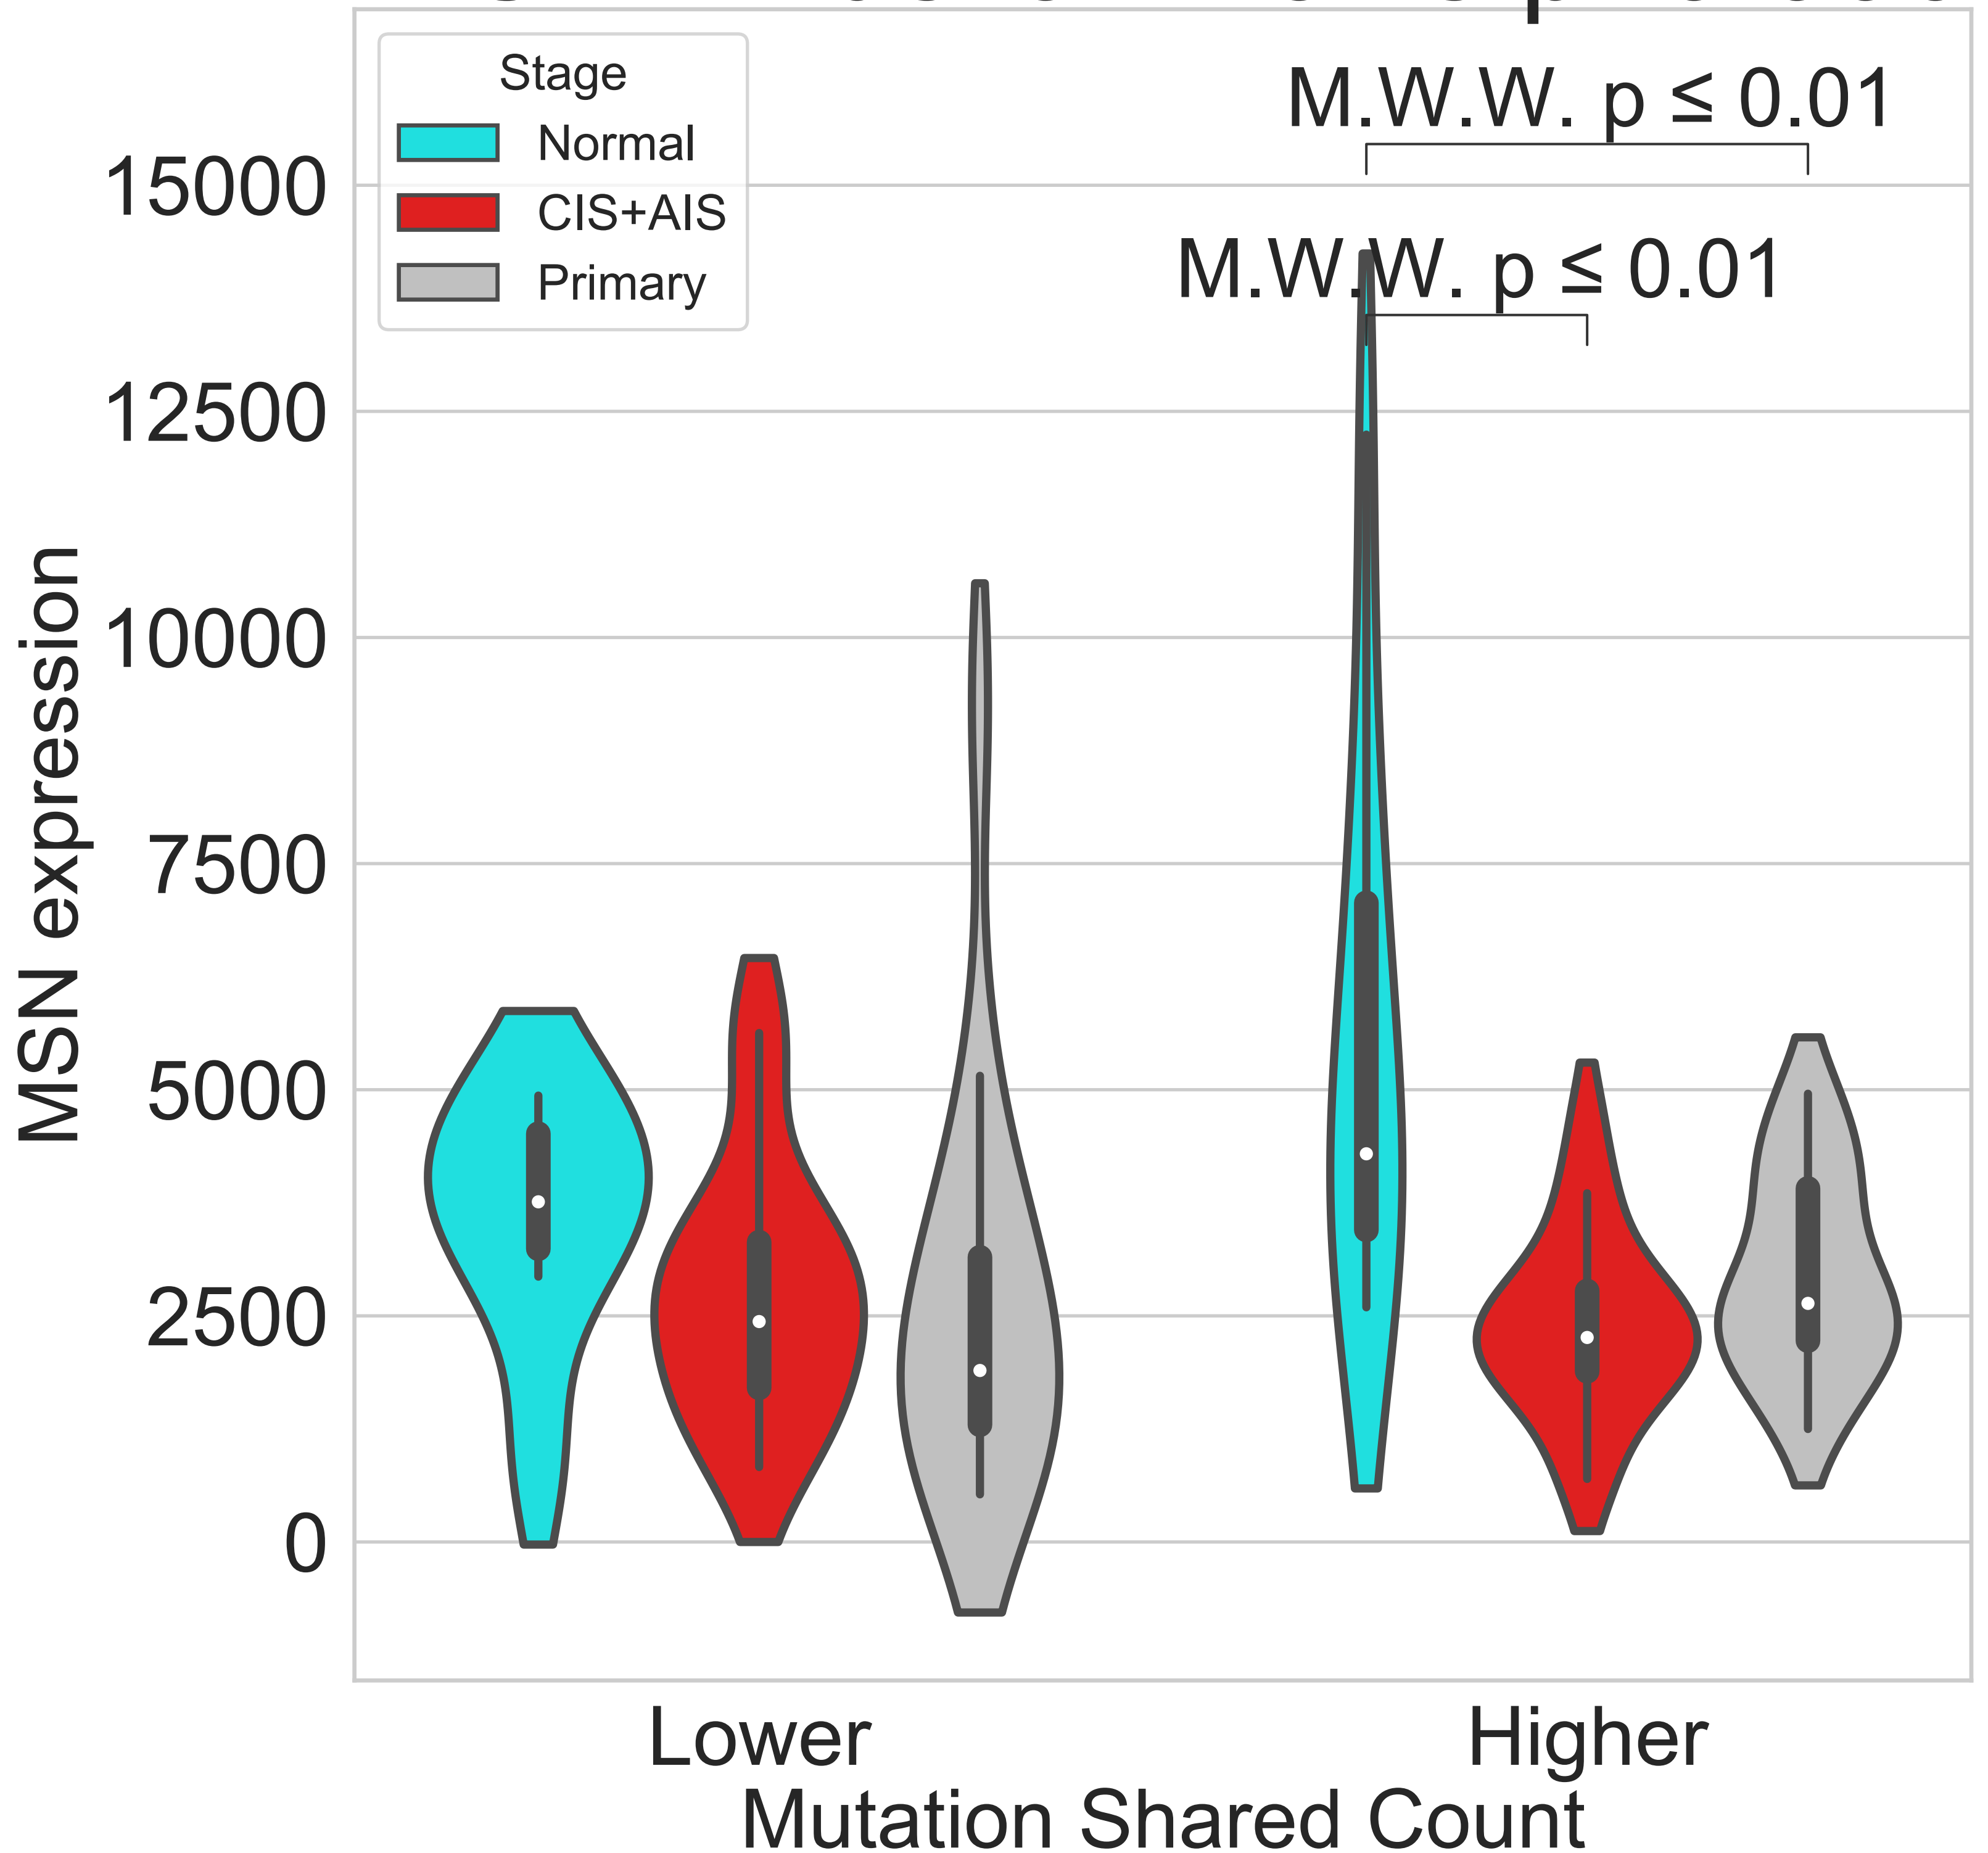 Stage
Normal
CIS+AIS
Primary
M.W.W. p ≤ 0.01
M.W.W. p ≤ 0.01
15000
12500
10000
7500
5000
2500
0
MSN expression
Lower
Higher
Mutation Shared Count